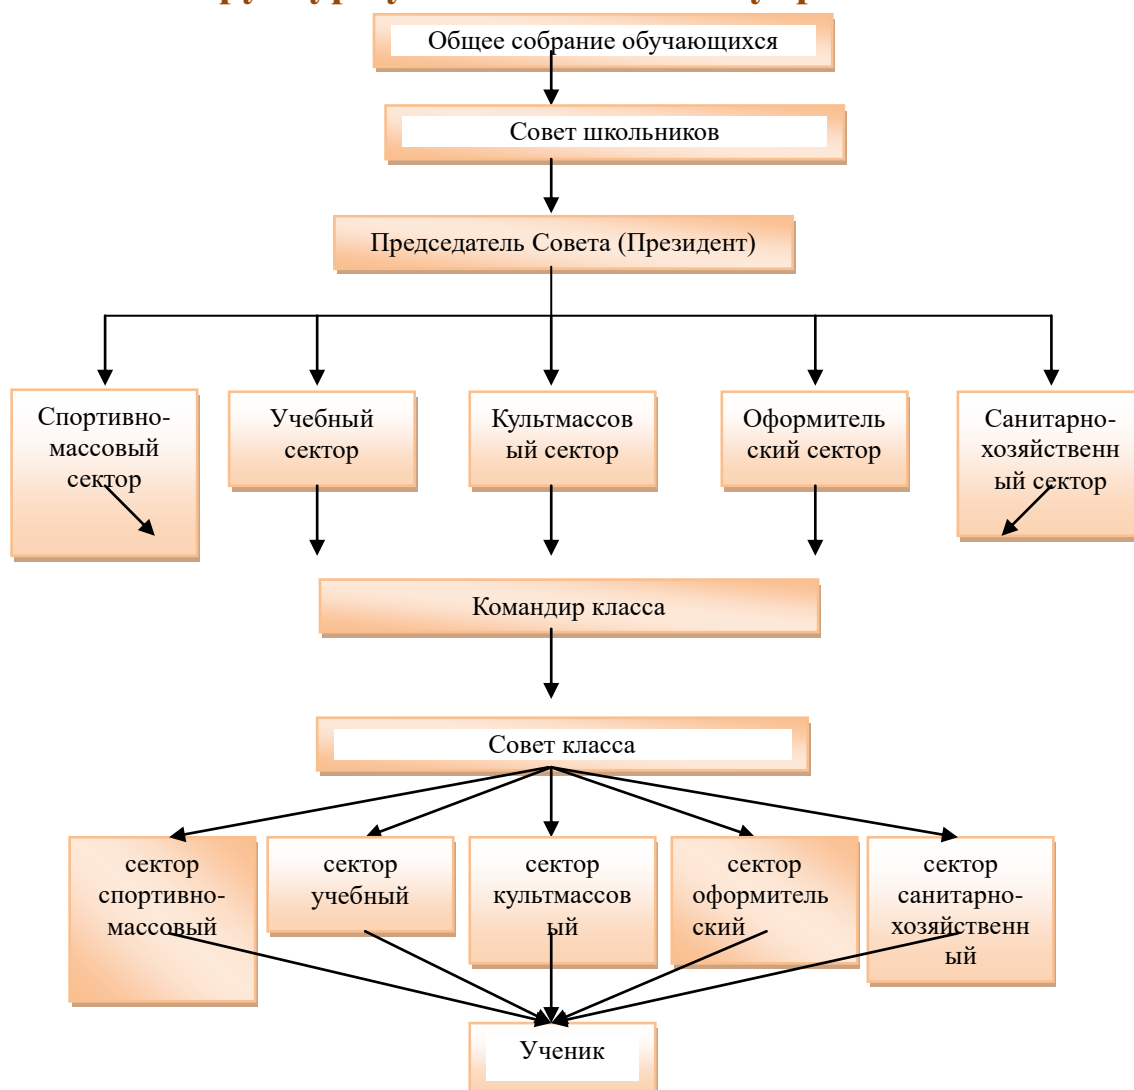 Общее собрание обучающихся
Совет школьников
Председатель Совета (Президент)
Спортивно-
массовый
сектор
Учебный
сектор
Культмассов
ый сектор
Оформитель
ский сектор
Санитарно-
хозяйственн
ый сектор
Командир класса
Совет класса
сектор
спортивно-
массовый
сектор
учебный
сектор
культмассов
ый
сектор
оформитель
ский
сектор
санитарно-
хозяйственн
ый
Ученик